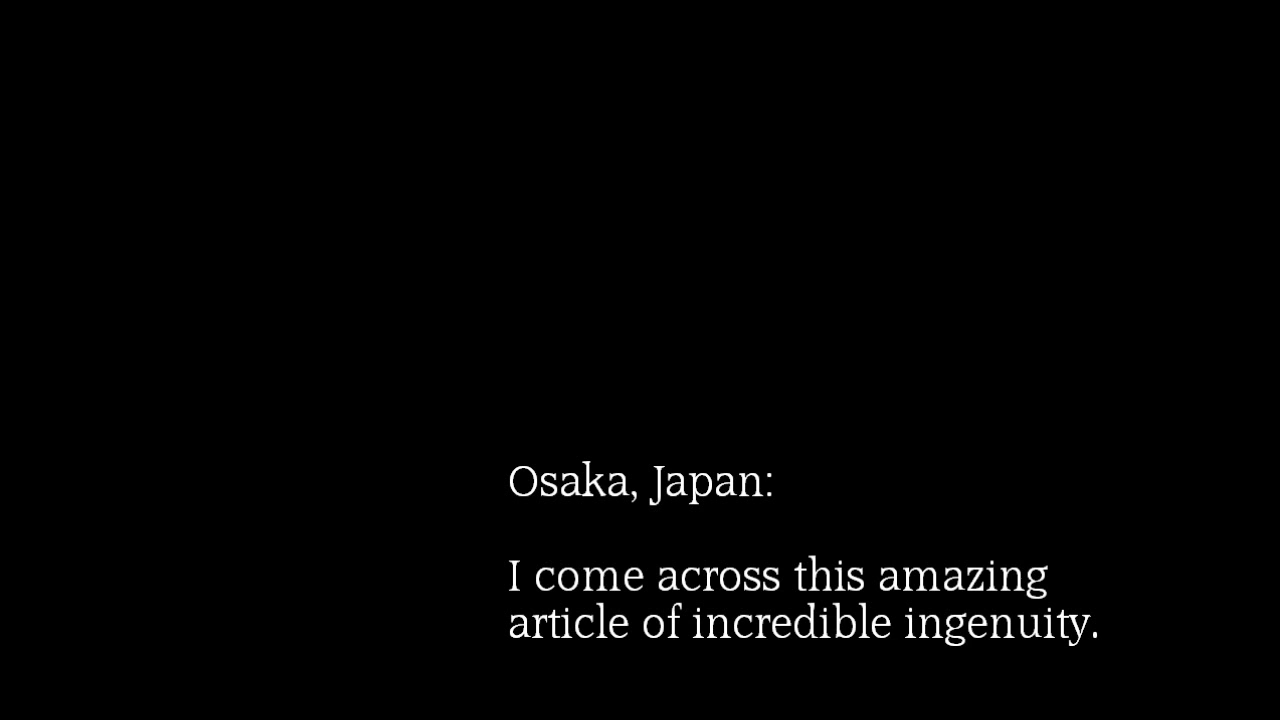 Osaka, Japan:
I come across this amazing
article of incredible ingenuity.